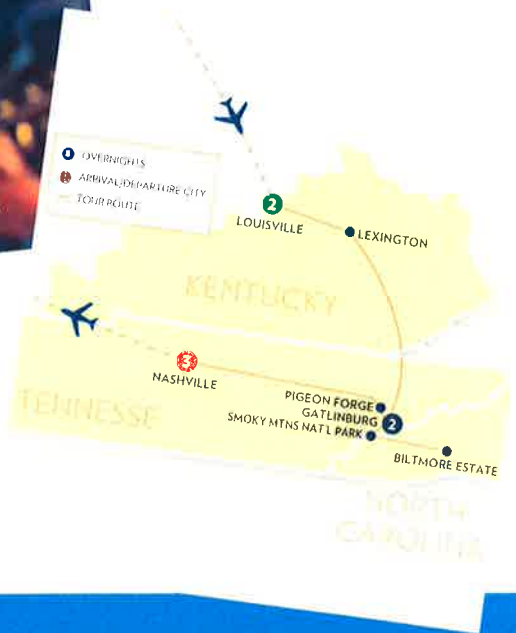 OVERNIGHTS
ARRIVAL/DEPARTURE CITY
TOUR ROUTE
2
LOUISVILLE
LEXINGTON
KENTUCKY
3
NASHVILLE
PIGEON FORGE
GATLINBURG 2
SMOKY MTNS NAT'L PARK
BILTMORE ESTATE
TENNESSE
NORTH
CAROLINA